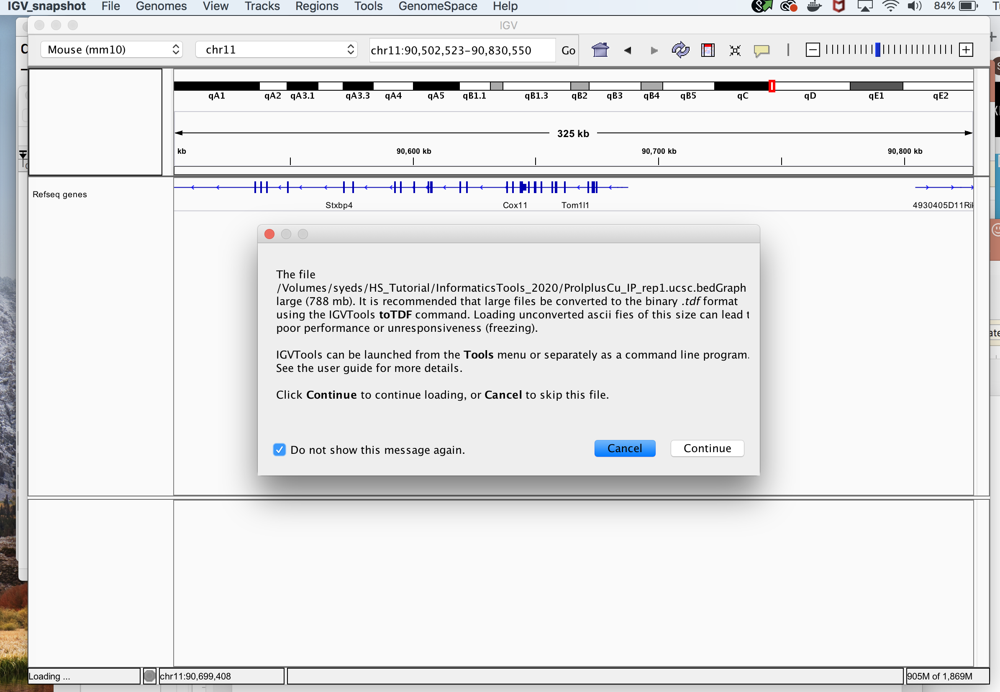 IGV_snapshot File Genomes View Tracks Regions Tools GenomeSpace Help 84%
IGV
Mouse (mm10) chr11 chr11:90,502,523-90,830,550 Go
qA1 qA2 qA3.1 qA3.3 qA4 qA5 qB1.1 qB1.3 qB2 qB3 qB4 qB5 qC qD qE1 qE2
325 kb
kb 90,600 kb 90,700 kb 90,800 kb
Refseq genes
Stxbp4 Cox11 Tom1l1 4930405D11Rik
The file
/Volumes/syeds/HS_Tutorial/InformaticsTools_2020/ProlplusCu_IP_rep1.ucsc.bedGraph
large (788 mb). It is recommended that large files be converted to the binary .tdf format
using the IGVTools toTDF command. Loading unconverted ascii fies of this size can lead t
poor performance or unresponsiveness (freezing).
IGVTools can be launched from the Tools menu or separately as a command line program.
See the user guide for more details.
Click Continue to continue loading, or Cancel to skip this file.
Do not show this message again. Cancel Continue
Loading ... chr11:90,699,408 905M of 1,869M